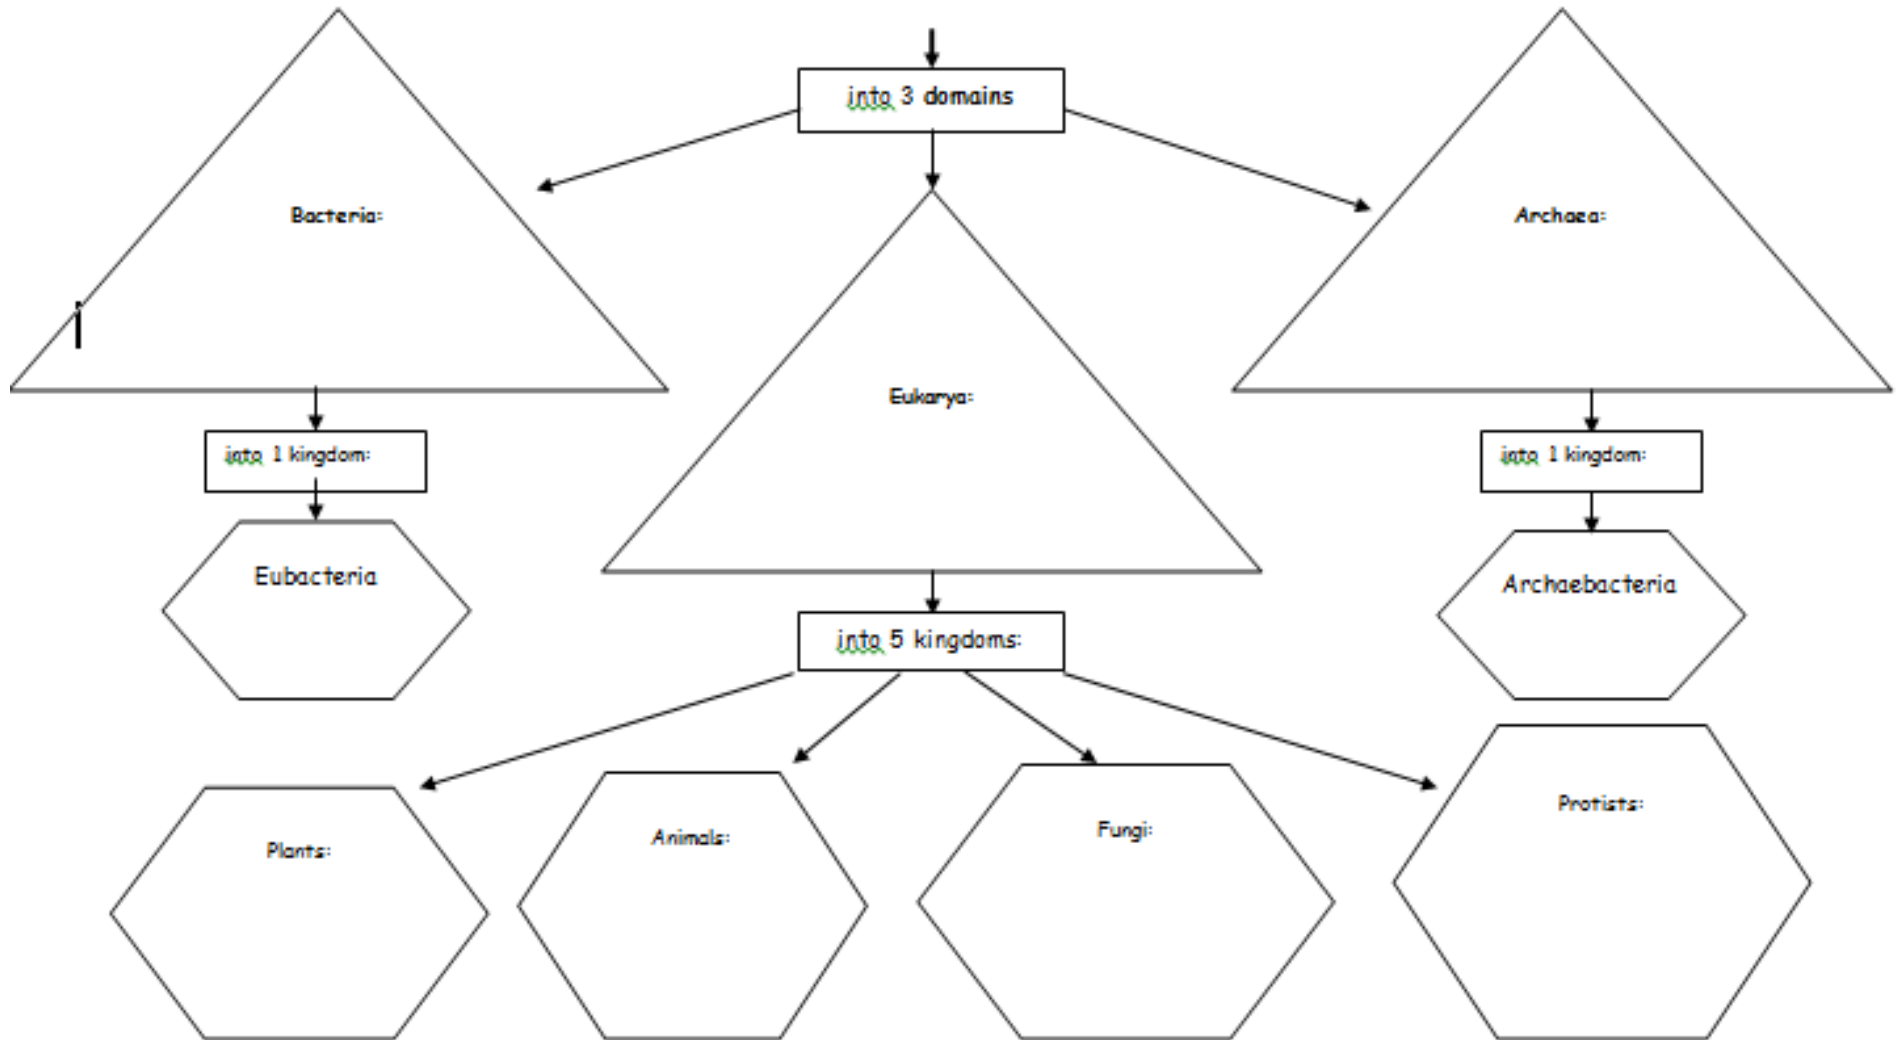 into 3 domains
Bacteria:
Archaea:
Eukarya:
into 1 kingdom:
into 1 kingdom:
Eubacteria
Archaebacteria
into 5 kingdoms:
Plants:
Animals:
Fungi:
Protists: